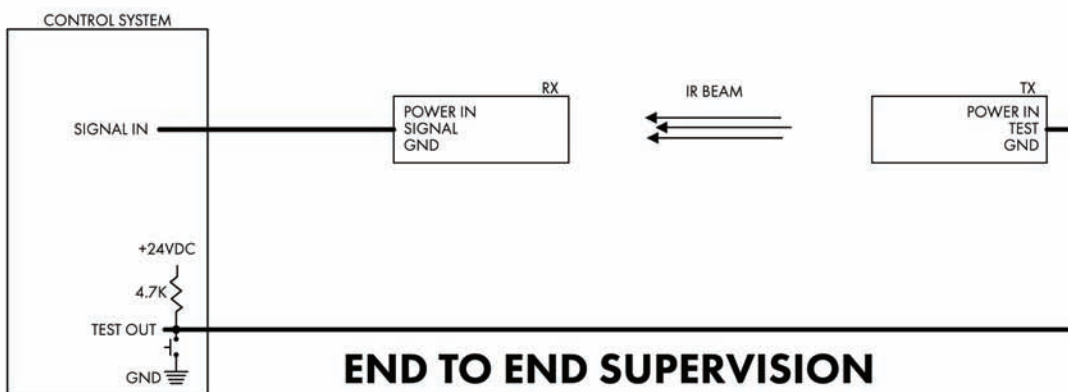 CONTROL SYSTEM
SIGNAL IN
RX
POWER IN
SIGNAL
GND
IR BEAM
TX
POWER IN
TEST
GND
+24VDC
4.7K
TEST OUT
GND
END TO END SUPERVISION